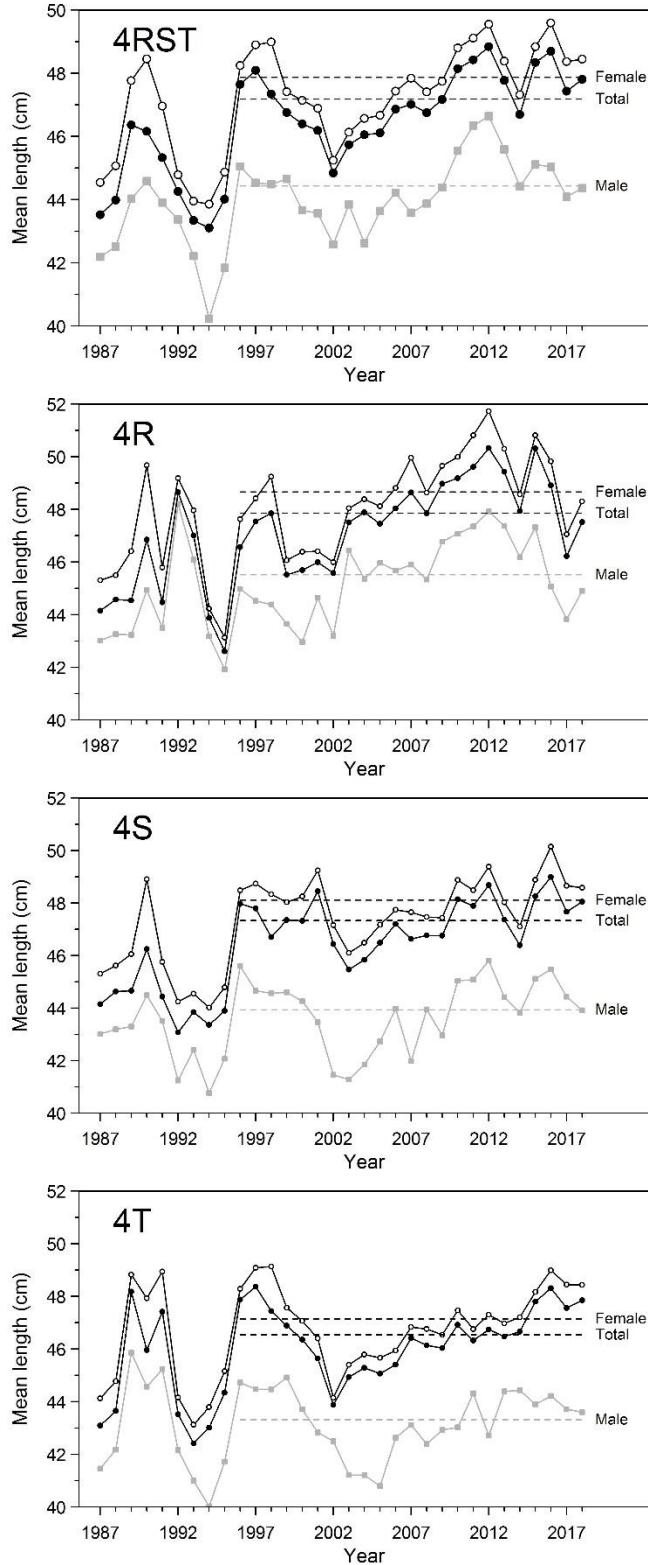 4RST
50
48
46
44
42
40
Mean length (cm)
Female
Total
Male
1987 1992 1997 2002 2007 2012 2017
Year
4R
52
50
48
46
44
42
40
Mean length (cm)
Female
Total
Male
1987 1992 1997 2002 2007 2012 2017
Year
4S
52
50
48
46
44
42
40
Mean length (cm)
Female
Total
Male
1987 1992 1997 2002 2007 2012 2017
Year
4T
52
50
48
46
44
42
40
Mean length (cm)
Female
Total
Male
1987 1992 1997 2002 2007 2012 2017
Year